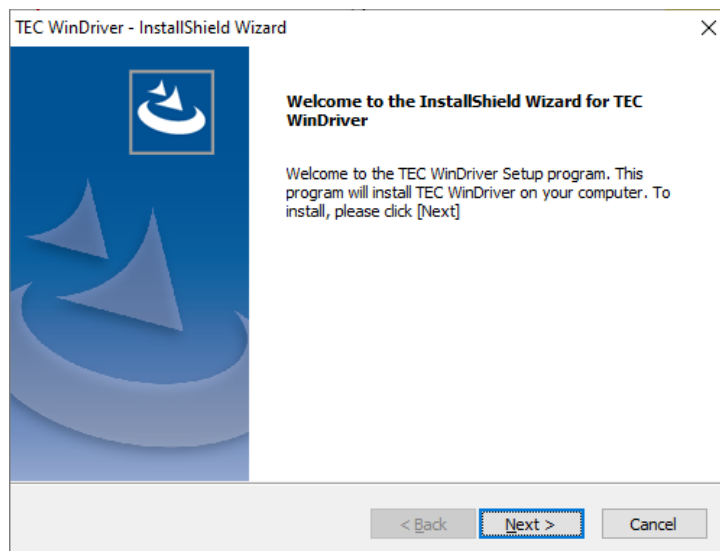 TEC WinDriver - InstallShield Wizard
Welcome to the InstallShield Wizard for TEC
WinDriver
Welcome to the TEC WinDriver Setup program. This
program will install TEC WinDriver on your computer. To
install, please click [Next]
< Back
Next >
Cancel